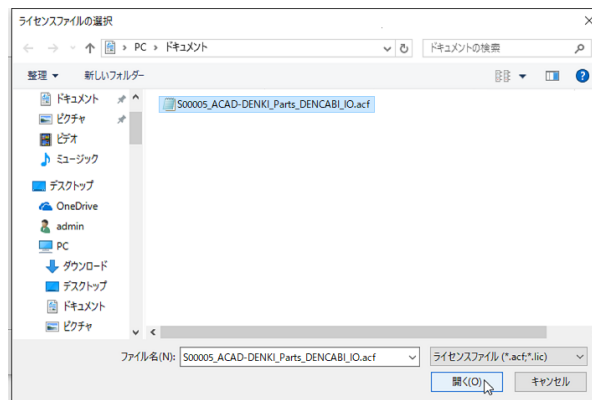 ライセンスファイルの選択
PC › ドキュメント
ドキュメントの検索
整理 新しいフォルダー
ドキュメント
ピクチャ
ビデオ
ミュージック
デスクトップ
OneDrive
admin
PC
ダウンロード
デスクトップ
ドキュメント
ピクチャ
S00005_ACAD-DENKI_Parts_DENCABI_IO.acf
ファイル名(N): S00005_ACAD-DENKI_Parts_DENCABI_IO.acf
ライセンスファイル (*.acf;*.lic)
開く(O) キャンセル